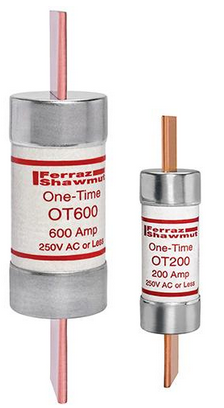 Ferraz
Shawmut
One-Time
OT600
600 Amp
250V AC or Less
Ferraz
Shawmut
One-Time
OT200
200 Amp
250V AC or Less